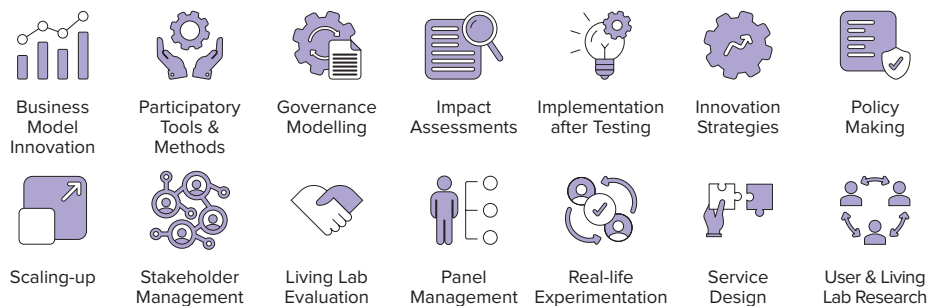 Business
Model
Innovation
Participatory
Tools &
Methods
Governance
Modelling
Impact
Assessments
Implementation
after Testing
Innovation
Strategies
Policy
Making
Scaling-up
Stakeholder
Management
Living Lab
Evaluation
Panel
Management
Real-life
Experimentation
Service
Design
User & Living
Lab Research